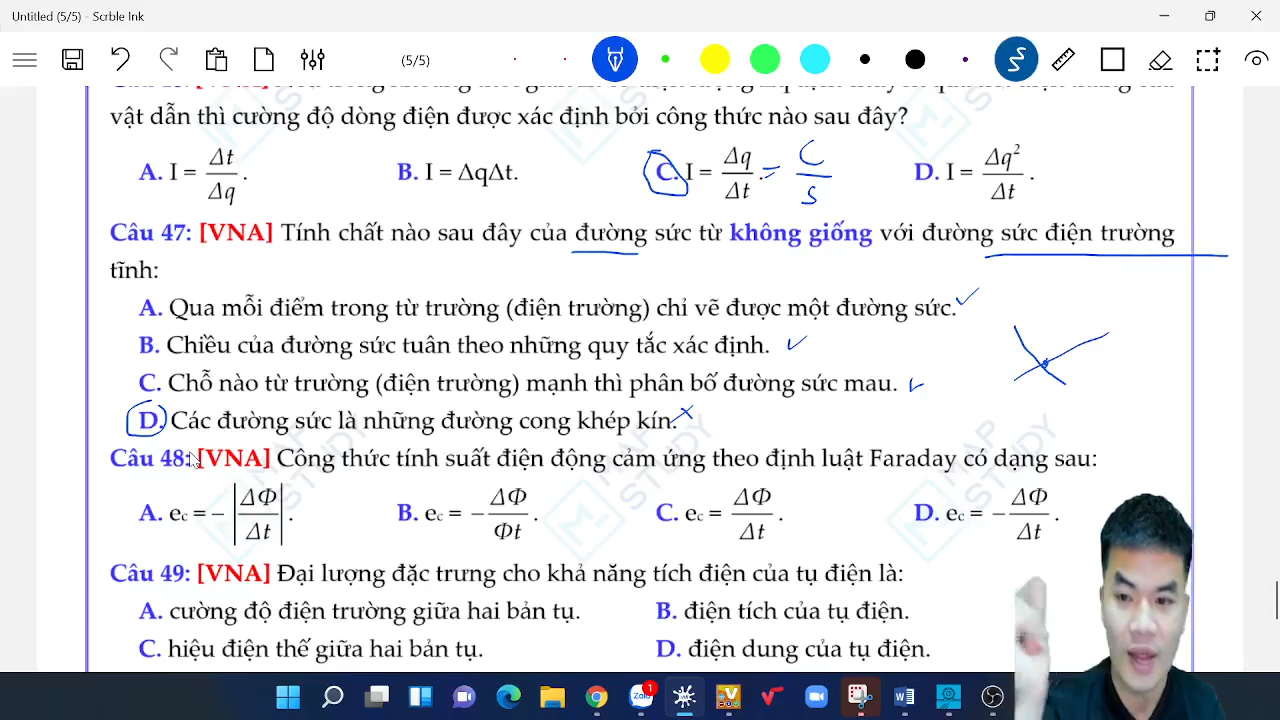 Untitled (5/5) - Scrble Ink
(5/5)
vật dẫn thì cường độ dòng điện được xác định bởi công thức nào sau đây?
A. I = Δt/Δq. B. I = ΔqΔt. C. I = Δq/Δt. = C/s D. I = Δq²/Δt.
Câu 47: [VNA] Tính chất nào sau đây của đường sức từ không giống với đường sức điện trường
tĩnh:
A. Qua mỗi điểm trong từ trường (điện trường) chỉ vẽ được một đường sức.
B. Chiều của đường sức tuân theo những quy tắc xác định.
C. Chỗ nào từ trường (điện trường) mạnh thì phân bố đường sức mau.
D. Các đường sức là những đường cong khép kín.
Câu 48: [VNA] Công thức tính suất điện động cảm ứng theo định luật Faraday có dạng sau:
A. ec = – |ΔΦ/Δt|. B. ec = –ΔΦ/Φt. C. ec = ΔΦ/Δt. D. ec = –ΔΦ/Δt.
Câu 49: [VNA] Đại lượng đặc trưng cho khả năng tích điện của tụ điện là:
A. cường độ điện trường giữa hai bản tụ. B. điện tích của tụ điện.
C. hiệu điện thế giữa hai bản tụ. D. điện dung của tụ điện.
MAP STUDY
MAP STUDY
MAP STUDY
Zalo 1